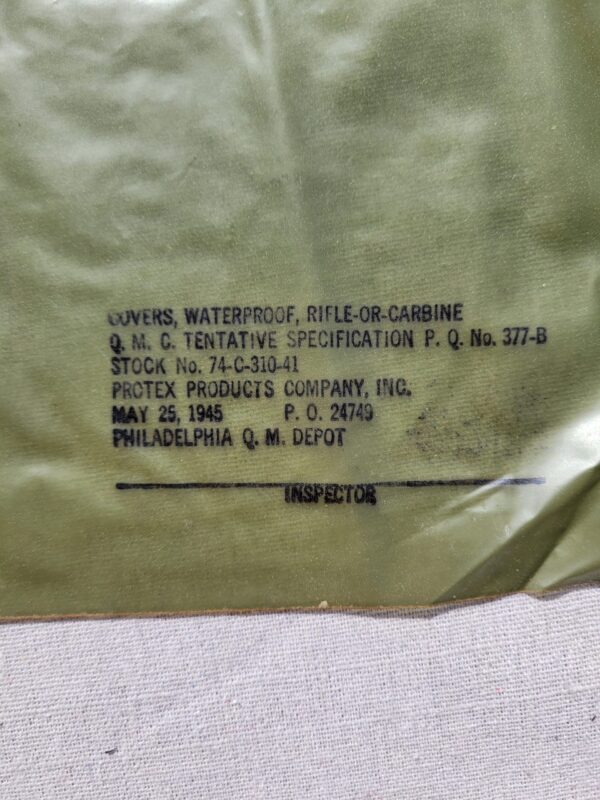 COVERS, WATERPROOF, RIFLE-OR-CARBINE
Q. M. C. TENTATIVE SPECIFICATION P. Q. No. 377-B
STOCK No. 74-C-310-41
PROTEX PRODUCTS COMPANY, INC.
MAY 25, 1945 P. O. 24749
PHILADELPHIA Q. M. DEPOT
INSPECTOR